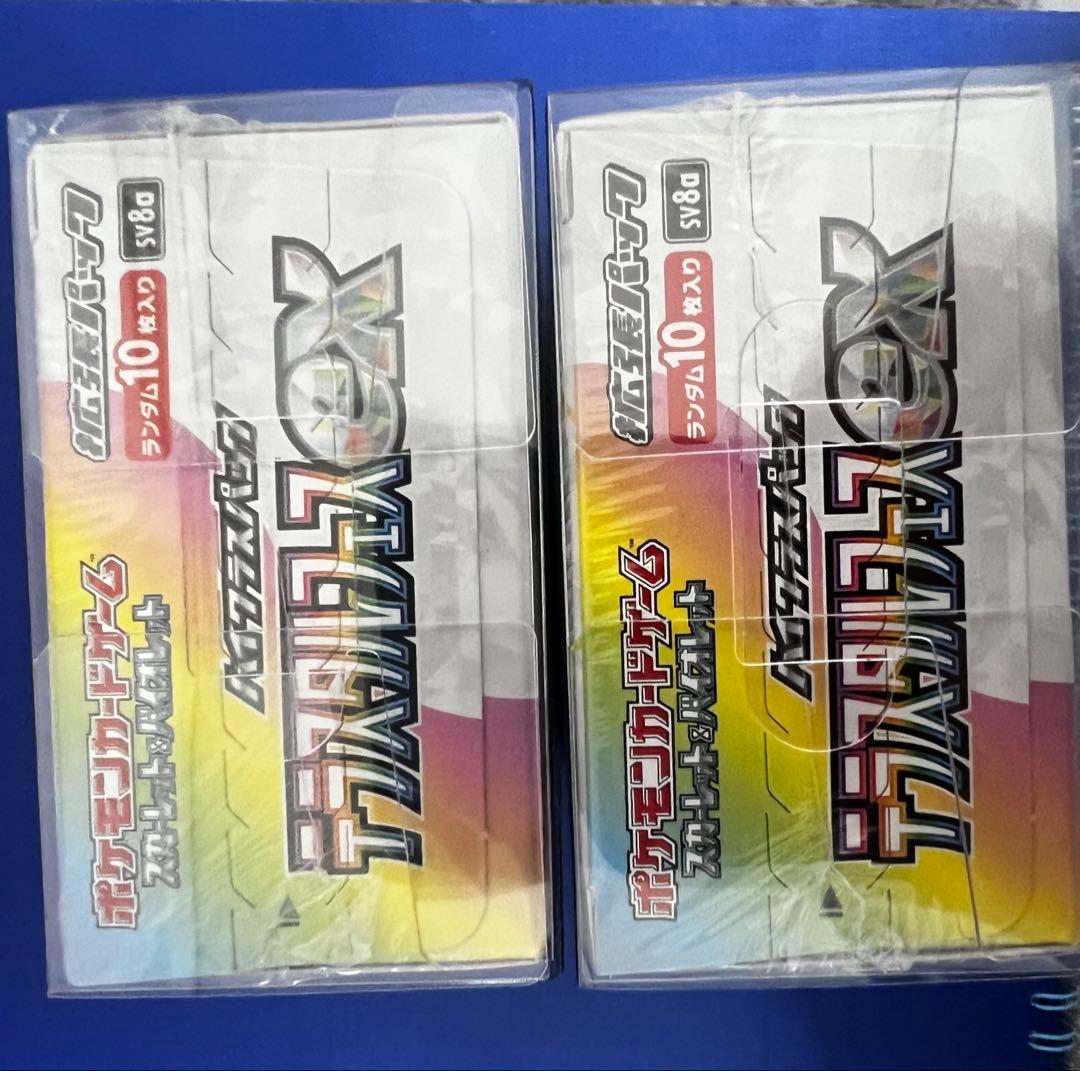 ポケモンカードゲーム
スカーレット&バイオレット
拡張パック
ランダム10枚入り
sv8a
ハイクラスパック
テラスタルフェスex
ポケモンカードゲーム
スカーレット&バイオレット
拡張パック
ランダム10枚入り
sv8a
ハイクラスパック
テラスタルフェスex